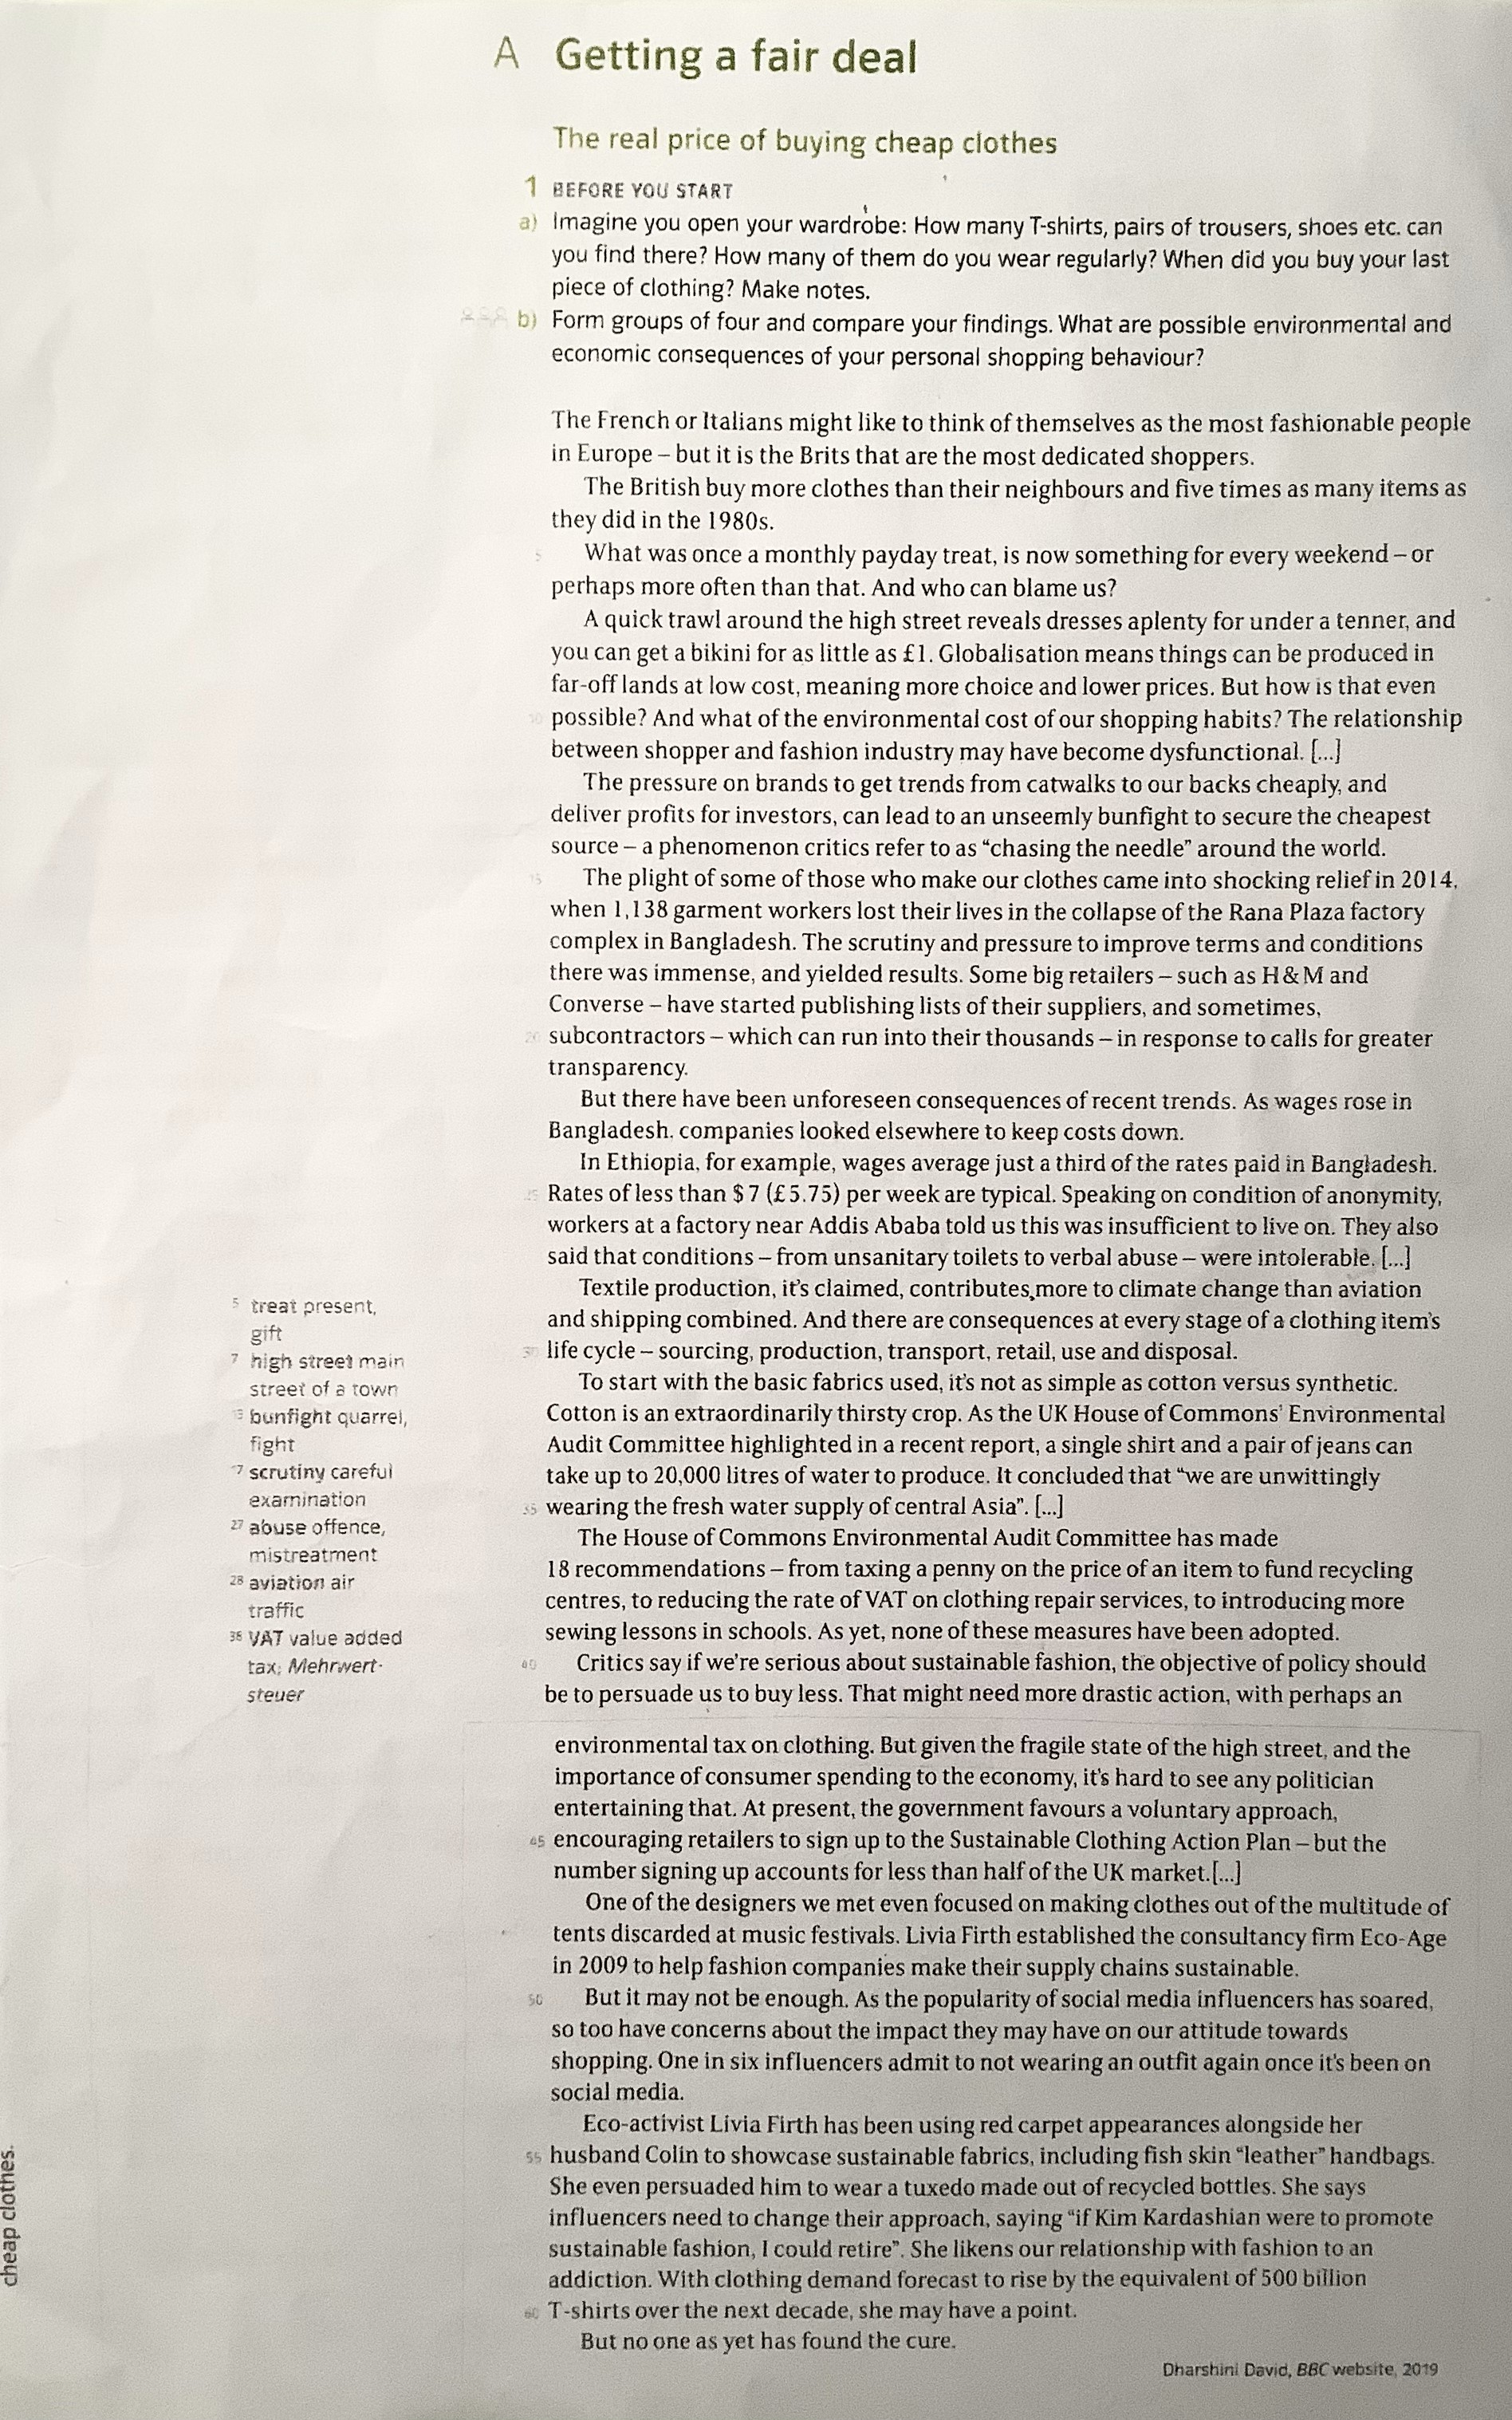 A Getting a fair deal
The real price of buying cheap clothes
1 BEFORE YOU START
a) Imagine you open your wardrobe: How many T-shirts, pairs of trousers, shoes etc. can
you find there? How many of them do you wear regularly? When did you buy your last
piece of clothing? Make notes.
b) Form groups of four and compare your findings. What are possible environmental and
economic consequences of your personal shopping behaviour?
The French or Italians might like to think of themselves as the most fashionable people
in Europe – but it is the Brits that are the most dedicated shoppers.
The British buy more clothes than their neighbours and five times as many items as
they did in the 1980s.
5 What was once a monthly payday treat, is now something for every weekend – or
perhaps more often than that. And who can blame us?
A quick trawl around the high street reveals dresses aplenty for under a tenner, and
you can get a bikini for as little as £1. Globalisation means things can be produced in
far-off lands at low cost, meaning more choice and lower prices. But how is that even
10 possible? And what of the environmental cost of our shopping habits? The relationship
between shopper and fashion industry may have become dysfunctional. [...]
The pressure on brands to get trends from catwalks to our backs cheaply, and
deliver profits for investors, can lead to an unseemly bunfight to secure the cheapest
source – a phenomenon critics refer to as “chasing the needle” around the world.
15 The plight of some of those who make our clothes came into shocking relief in 2014,
when 1,138 garment workers lost their lives in the collapse of the Rana Plaza factory
complex in Bangladesh. The scrutiny and pressure to improve terms and conditions
there was immense, and yielded results. Some big retailers – such as H & M and
Converse – have started publishing lists of their suppliers, and sometimes,
20 subcontractors – which can run into their thousands – in response to calls for greater
transparency.
But there have been unforeseen consequences of recent trends. As wages rose in
Bangladesh, companies looked elsewhere to keep costs down.
In Ethiopia, for example, wages average just a third of the rates paid in Bangladesh.
25 Rates of less than $ 7 (£ 5.75) per week are typical. Speaking on condition of anonymity,
workers at a factory near Addis Ababa told us this was insufficient to live on. They also
said that conditions – from unsanitary toilets to verbal abuse – were intolerable. [...]
Textile production, it's claimed, contributes more to climate change than aviation
and shipping combined. And there are consequences at every stage of a clothing item's
30 life cycle – sourcing, production, transport, retail, use and disposal.
To start with the basic fabrics used, it's not as simple as cotton versus synthetic.
Cotton is an extraordinarily thirsty crop. As the UK House of Commons' Environmental
Audit Committee highlighted in a recent report, a single shirt and a pair of jeans can
take up to 20,000 litres of water to produce. It concluded that “we are unwittingly
35 wearing the fresh water supply of central Asia”. [...]
The House of Commons Environmental Audit Committee has made
18 recommendations – from taxing a penny on the price of an item to fund recycling
centres, to reducing the rate of VAT on clothing repair services, to introducing more
sewing lessons in schools. As yet, none of these measures have been adopted.
40 Critics say if we're serious about sustainable fashion, the objective of policy should
be to persuade us to buy less. That might need more drastic action, with perhaps an
5 treat present,
gift
7 high street main
street of a town
13 bunfight quarrel,
fight
17 scrutiny careful
examination
27 abuse offence,
mistreatment
28 aviation air
traffic
38 VAT value added
tax; Mehrwert-
steuer
environmental tax on clothing. But given the fragile state of the high street, and the
importance of consumer spending to the economy, it's hard to see any politician
entertaining that. At present, the government favours a voluntary approach,
45 encouraging retailers to sign up to the Sustainable Clothing Action Plan – but the
number signing up accounts for less than half of the UK market.[...]
One of the designers we met even focused on making clothes out of the multitude of
tents discarded at music festivals. Livia Firth established the consultancy firm Eco-Age
in 2009 to help fashion companies make their supply chains sustainable.
50 But it may not be enough. As the popularity of social media influencers has soared,
so too have concerns about the impact they may have on our attitude towards
shopping. One in six influencers admit to not wearing an outfit again once it's been on
social media.
Eco-activist Livia Firth has been using red carpet appearances alongside her
55 husband Colin to showcase sustainable fabrics, including fish skin “leather” handbags.
She even persuaded him to wear a tuxedo made out of recycled bottles. She says
influencers need to change their approach, saying “if Kim Kardashian were to promote
sustainable fashion, I could retire”. She likens our relationship with fashion to an
addiction. With clothing demand forecast to rise by the equivalent of 500 billion
60 T-shirts over the next decade, she may have a point.
But no one as yet has found the cure.
Dharshini David, BBC website, 2019
cheap clothes.